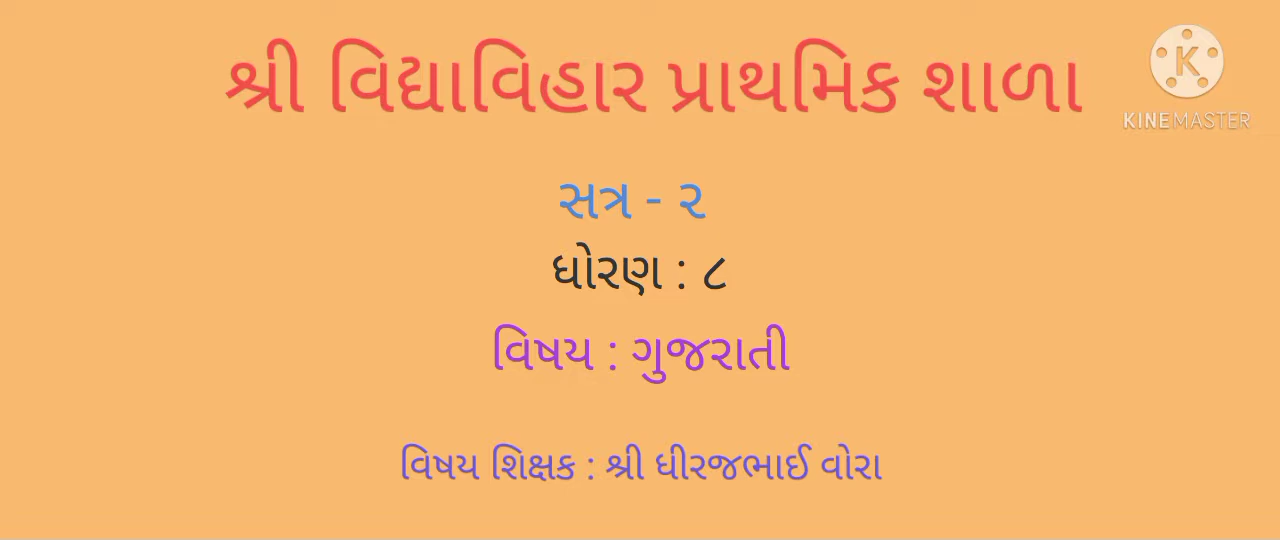 શ્રી વિદ્યાવિહાર પ્રાથમિક શાળા
KINEMASTER
સત્ર - ૨
ધોરણ : ૮
વિષય : ગુજરાતી
વિષય શિક્ષક : શ્રી ધીરજભાઈ વોરા